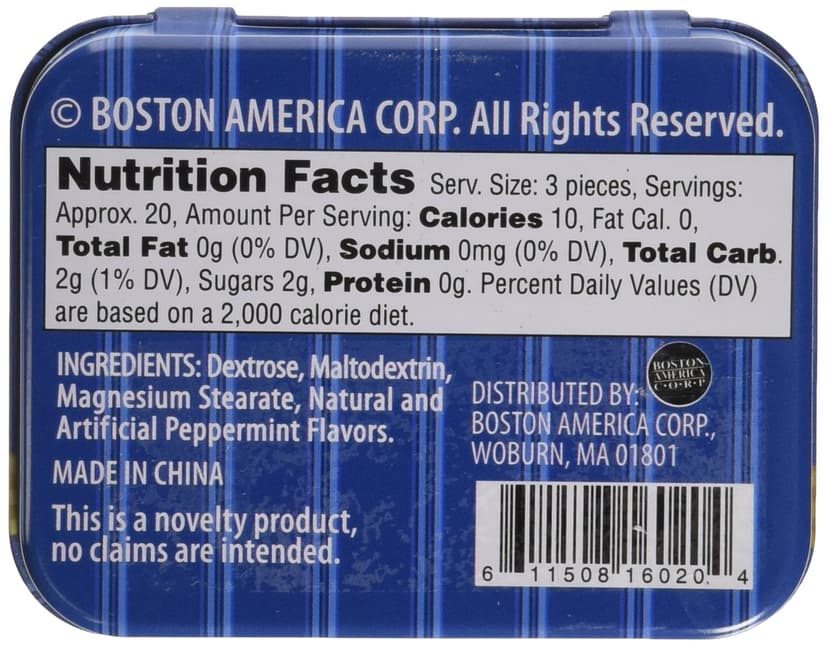 © BOSTON AMERICA CORP. All Rights Reserved.
Nutrition Facts Serv. Size: 3 pieces, Servings:
Approx. 20, Amount Per Serving: Calories 10, Fat Cal. 0,
Total Fat 0g (0% DV), Sodium 0mg (0% DV), Total Carb.
2g (1% DV), Sugars 2g, Protein 0g. Percent Daily Values (DV)
are based on a 2,000 calorie diet.
INGREDIENTS: Dextrose, Maltodextrin,
Magnesium Stearate, Natural and
Artificial Peppermint Flavors.
MADE IN CHINA
This is a novelty product,
no claims are intended.
BOSTON
AMERICA
C·O·R·P
DISTRIBUTED BY:
BOSTON AMERICA CORP.,
WOBURN, MA 01801
6 11508 16020 4